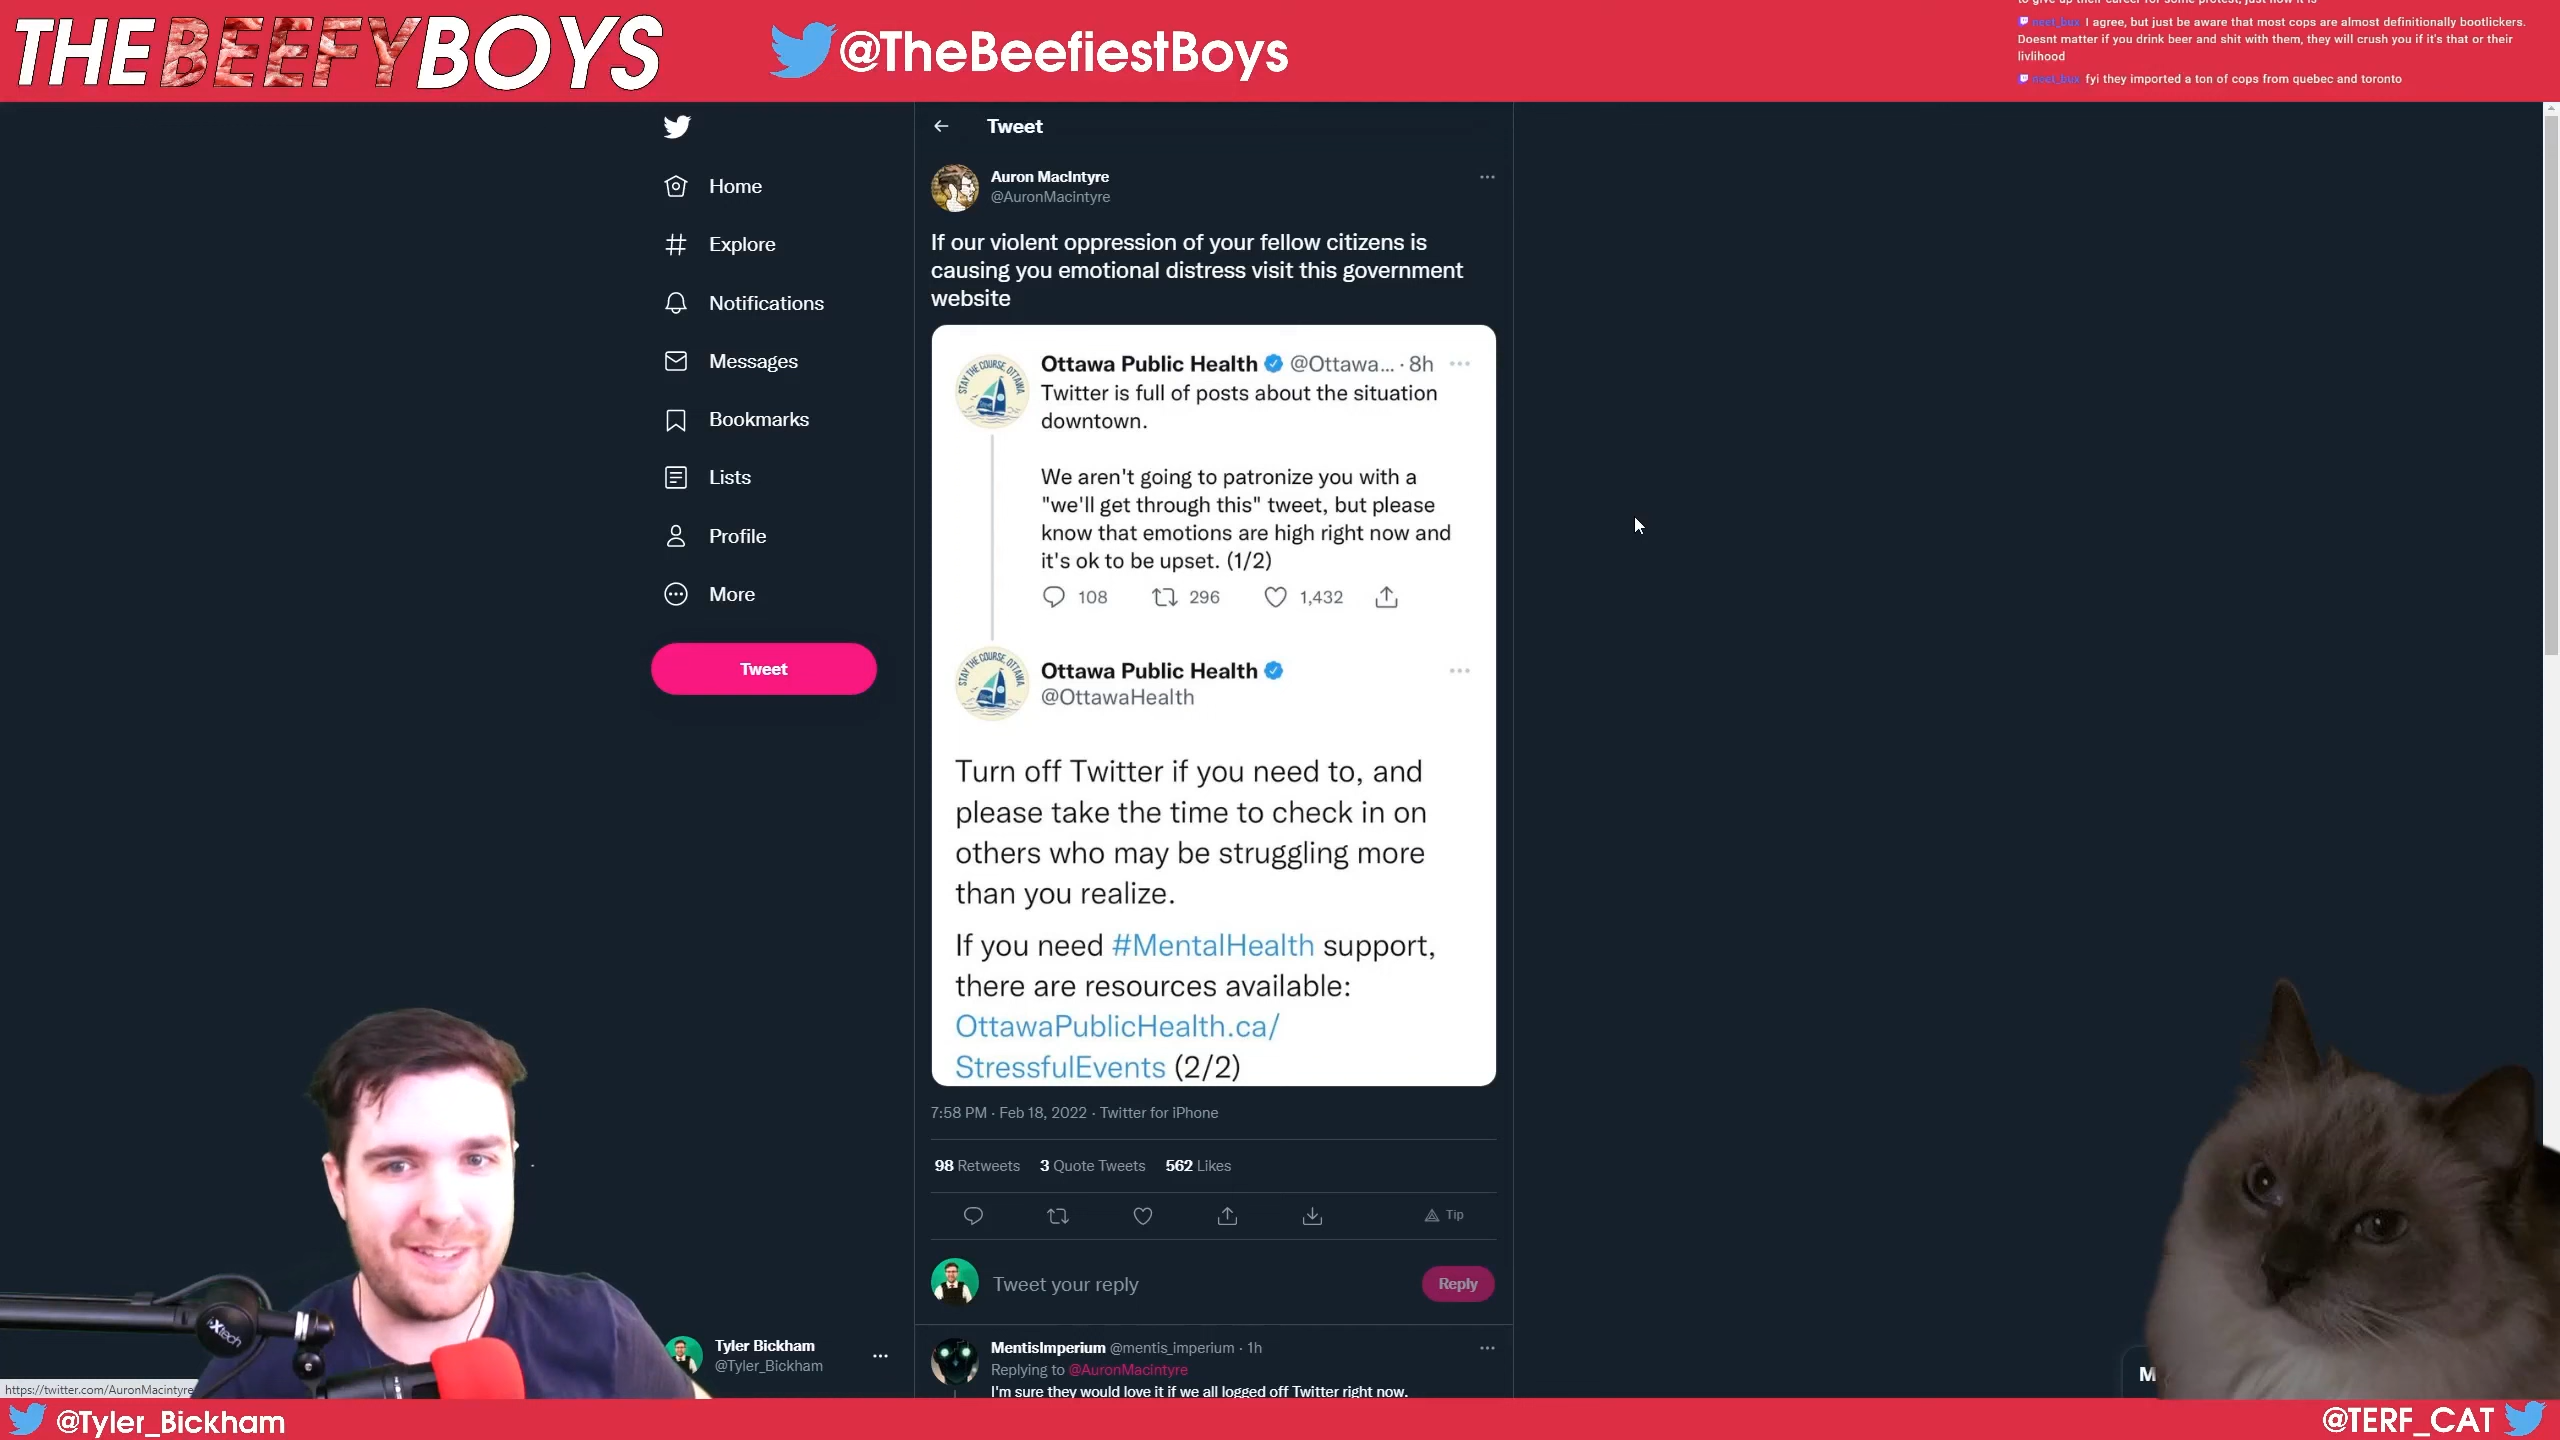 THE BEEFY BOYS
@TheBeefiestBoys
neet_bux I agree, but just be aware that most cops are almost definitionally bootlickers.
Doesnt matter if you drink beer and shit with them, they will crush you if it's that or their
livlihood
neet_bux fyi they imported a ton of cops from quebec and toronto
Tweet
Home
Explore
Notifications
Messages
Bookmarks
Lists
Profile
More
Tweet
Auron MacIntyre
@AuronMacintyre
If our violent oppression of your fellow citizens is
causing you emotional distress visit this government
website
STAY THE COURSE, OTTAWA
Ottawa Public Health @Ottawa... · 8h
Twitter is full of posts about the situation
downtown.
We aren't going to patronize you with a
"we'll get through this" tweet, but please
know that emotions are high right now and
it's ok to be upset. (1/2)
108 296 1,432
STAY THE COURSE, OTTAWA
Ottawa Public Health
@OttawaHealth
Turn off Twitter if you need to, and
please take the time to check in on
others who may be struggling more
than you realize.
If you need #MentalHealth support,
there are resources available:
OttawaPublicHealth.ca/
StressfulEvents (2/2)
7:58 PM · Feb 18, 2022 · Twitter for iPhone
98 Retweets 3 Quote Tweets 562 Likes
Tip
Tweet your reply
Reply
MentisImperium @mentis_imperium · 1h
Replying to @AuronMacintyre
I'm sure they would love it if we all logged off Twitter right now.
Tyler Bickham
@Tyler_Bickham
https://twitter.com/AuronMacintyre
M
@Tyler_Bickham
@TERF_CAT